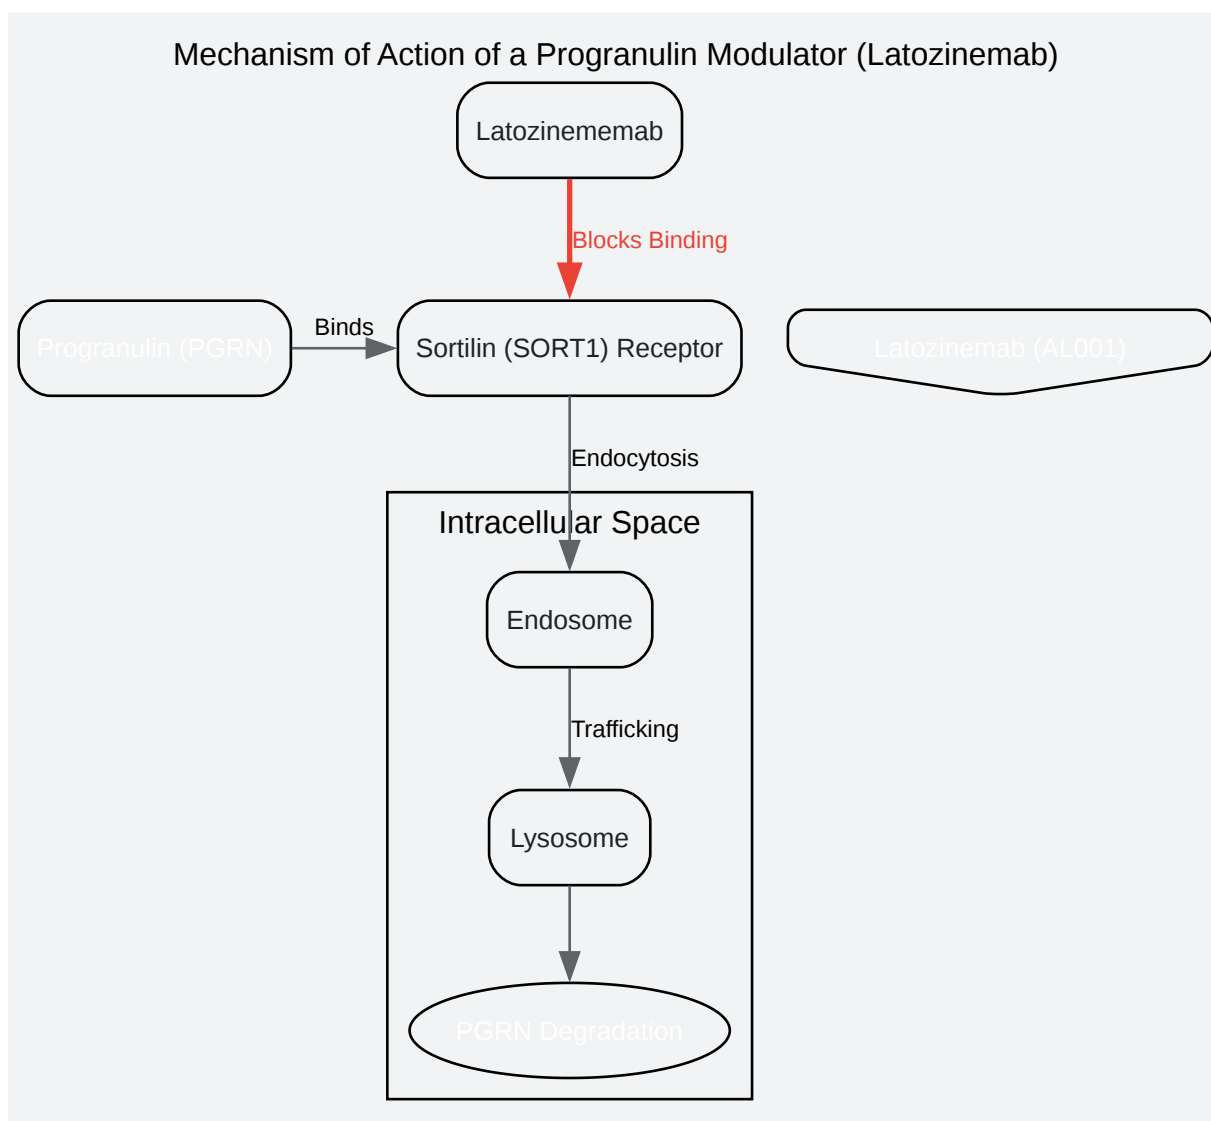 Mechanism of Action of a Progranulin Modulator (Latozinemab)
Latozinememab
Blocks Binding
Progranulin (PGRN)
Binds
Sortilin (SORT1) Receptor
Latozinemab (AL001)
Endocytosis
Intracellular Space
Endosome
Trafficking
Lysosome
PGRN Degradation